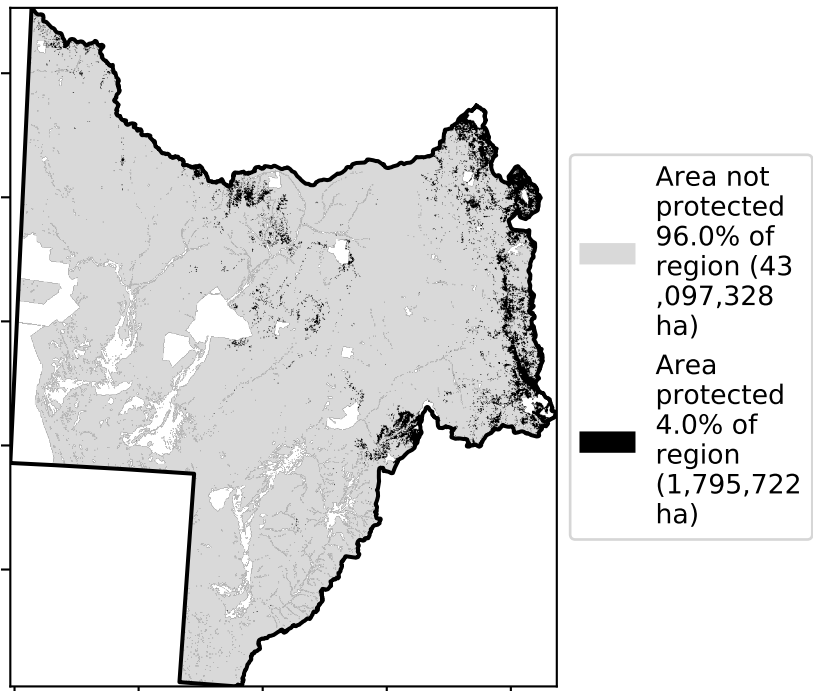 Area not
protected
96.0% of
region (43
,097,328
ha)
Area
protected
4.0% of
region
(1,795,722
ha)